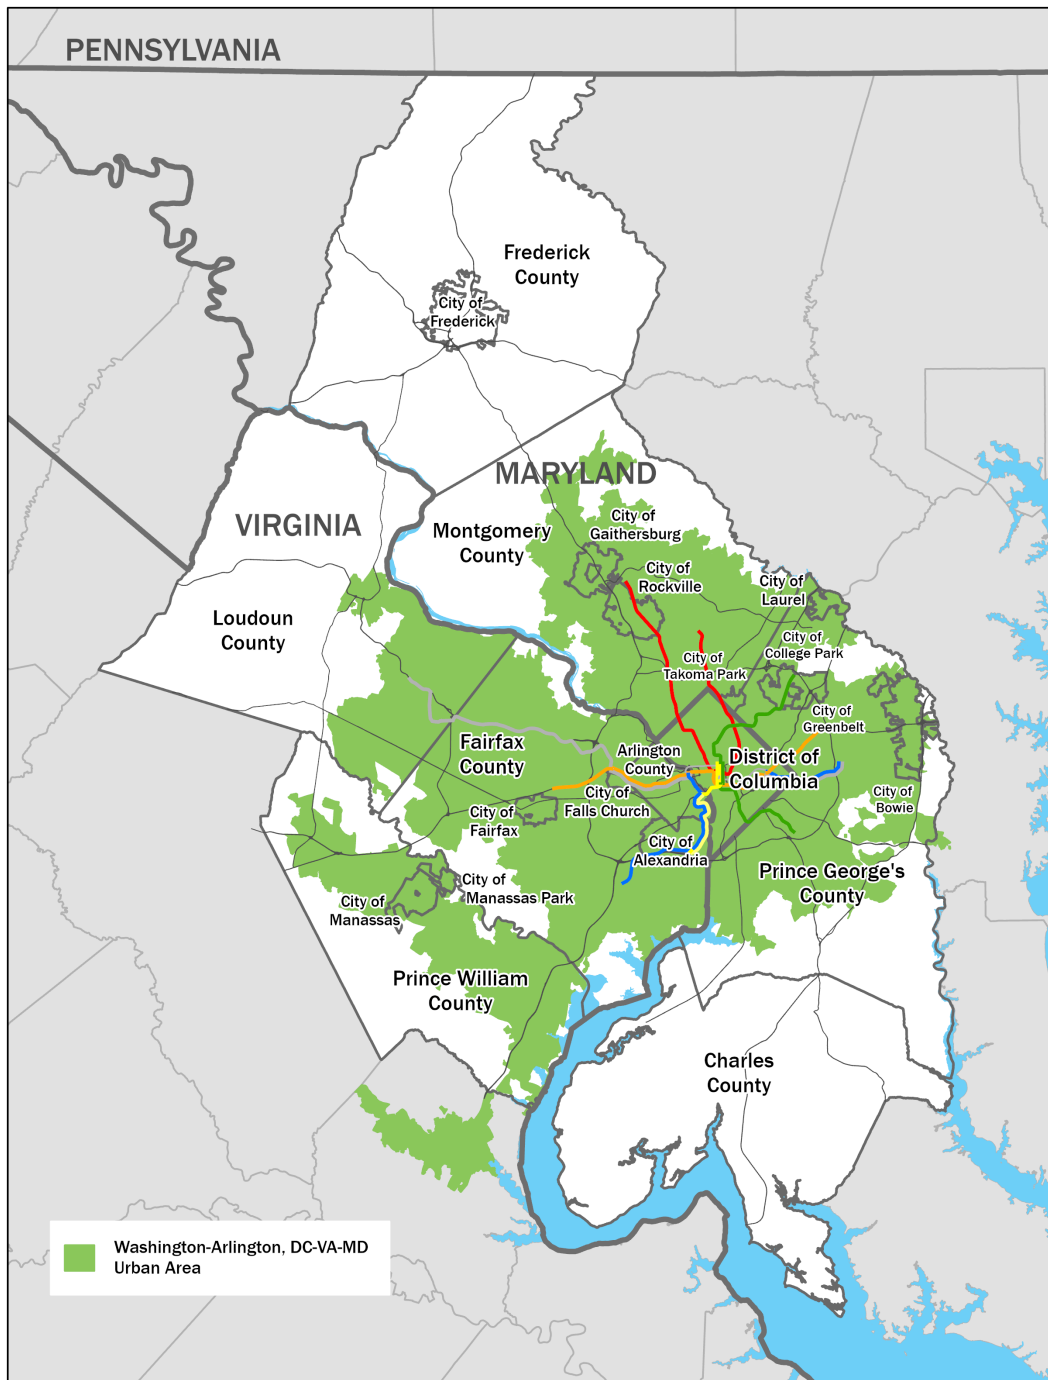 PENNSYLVANIA
Frederick
County
City of
Frederick
MARYLAND
VIRGINIA
Montgomery
County
City of
Gaithersburg
City of
Rockville
City of
Laurel
Loudoun
County
City of
College Park
City of
Takoma Park
City of
Greenbelt
Fairfax
County
Arlington
County
District of
Columbia
City of
Falls Church
City of
Bowie
City of
Fairfax
City of
Alexandria
Prince George's
County
City of
Manassas Park
City of
Manassas
Prince William
County
Charles
County
Washington-Arlington, DC-VA-MD
Urban Area